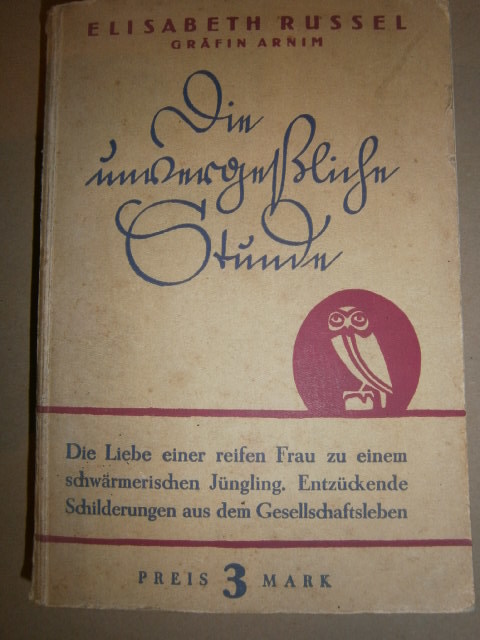 ELISABETH RUSSEL
GRÄFIN ARNIM
Die
unvergeßliche
Stunde
Die Liebe einer reifen Frau zu einem
schwärmerischen Jüngling. Entzückende
Schilderungen aus dem Gesellschaftsleben
PREIS 3 MARK